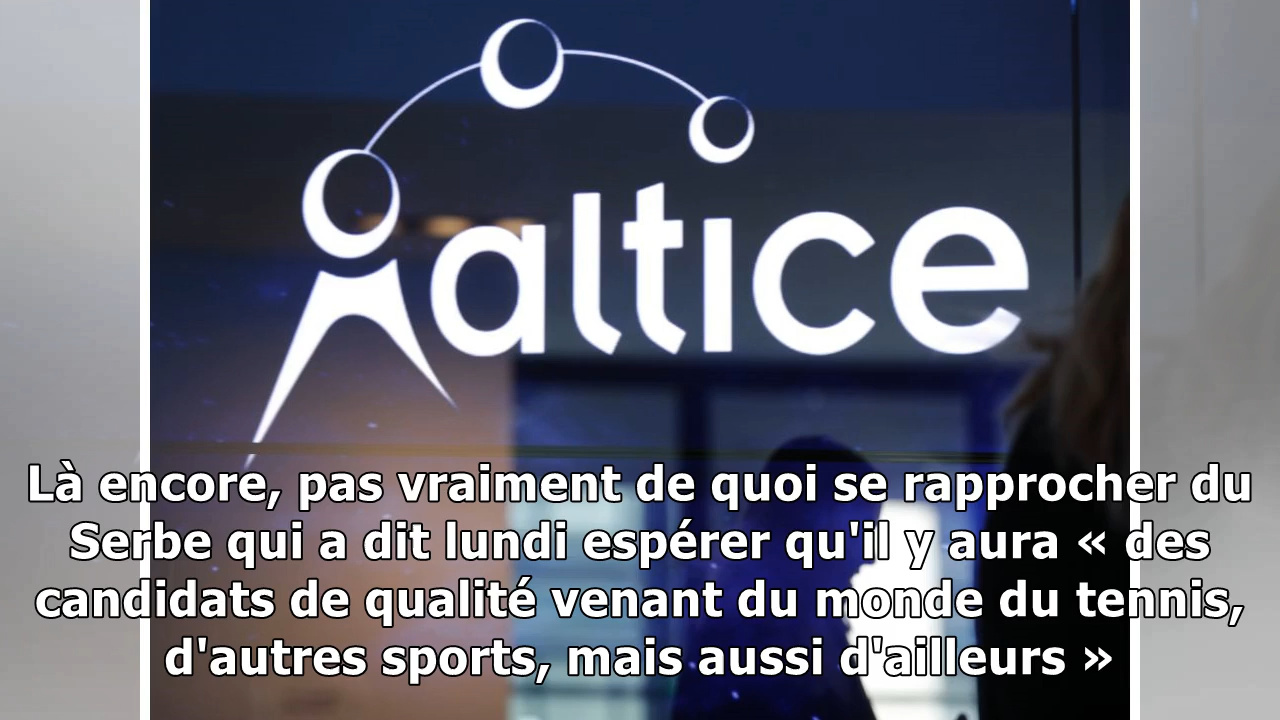 altice
Là encore, pas vraiment de quoi se rapprocher du
Serbe qui a dit lundi espérer qu'il y aura « des
candidats de qualité venant du monde du tennis,
d'autres sports, mais aussi d'ailleurs »